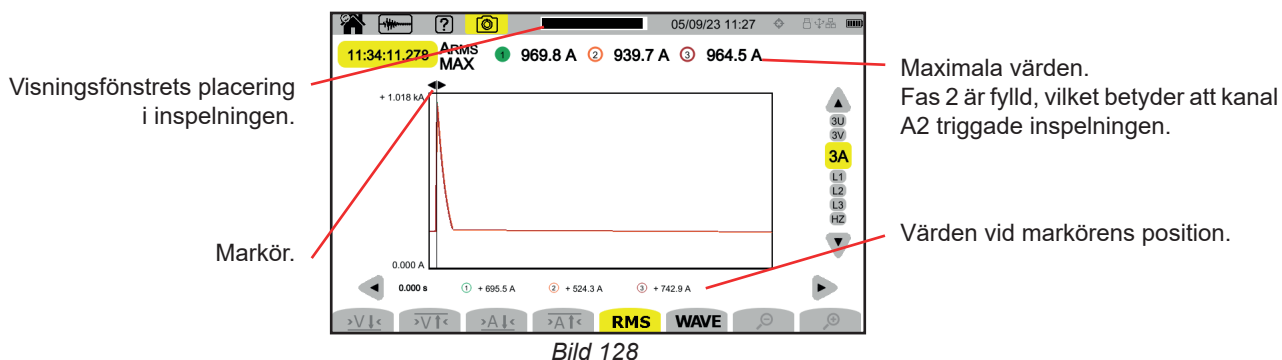 05/09/23 11:27
11:34:11.278 ARMS MAX 1 969.8 A 2 939.7 A 3 964.5 A
Visningsfönstrets placering
i inspelningen.
Maximala värden.
Fas 2 är fylld, vilket betyder att kanal
A2 triggade inspelningen.
+ 1.018 kA
3U
3V
3A
L1
L2
L3
HZ
Markör.
Värden vid markörens position.
0.000 A
0.000 s 1 + 695.5 A 2 + 524.3 A 3 + 742.9 A
>V↓< >V↑< >A↓< >A↑< RMS WAVE
Bild 128